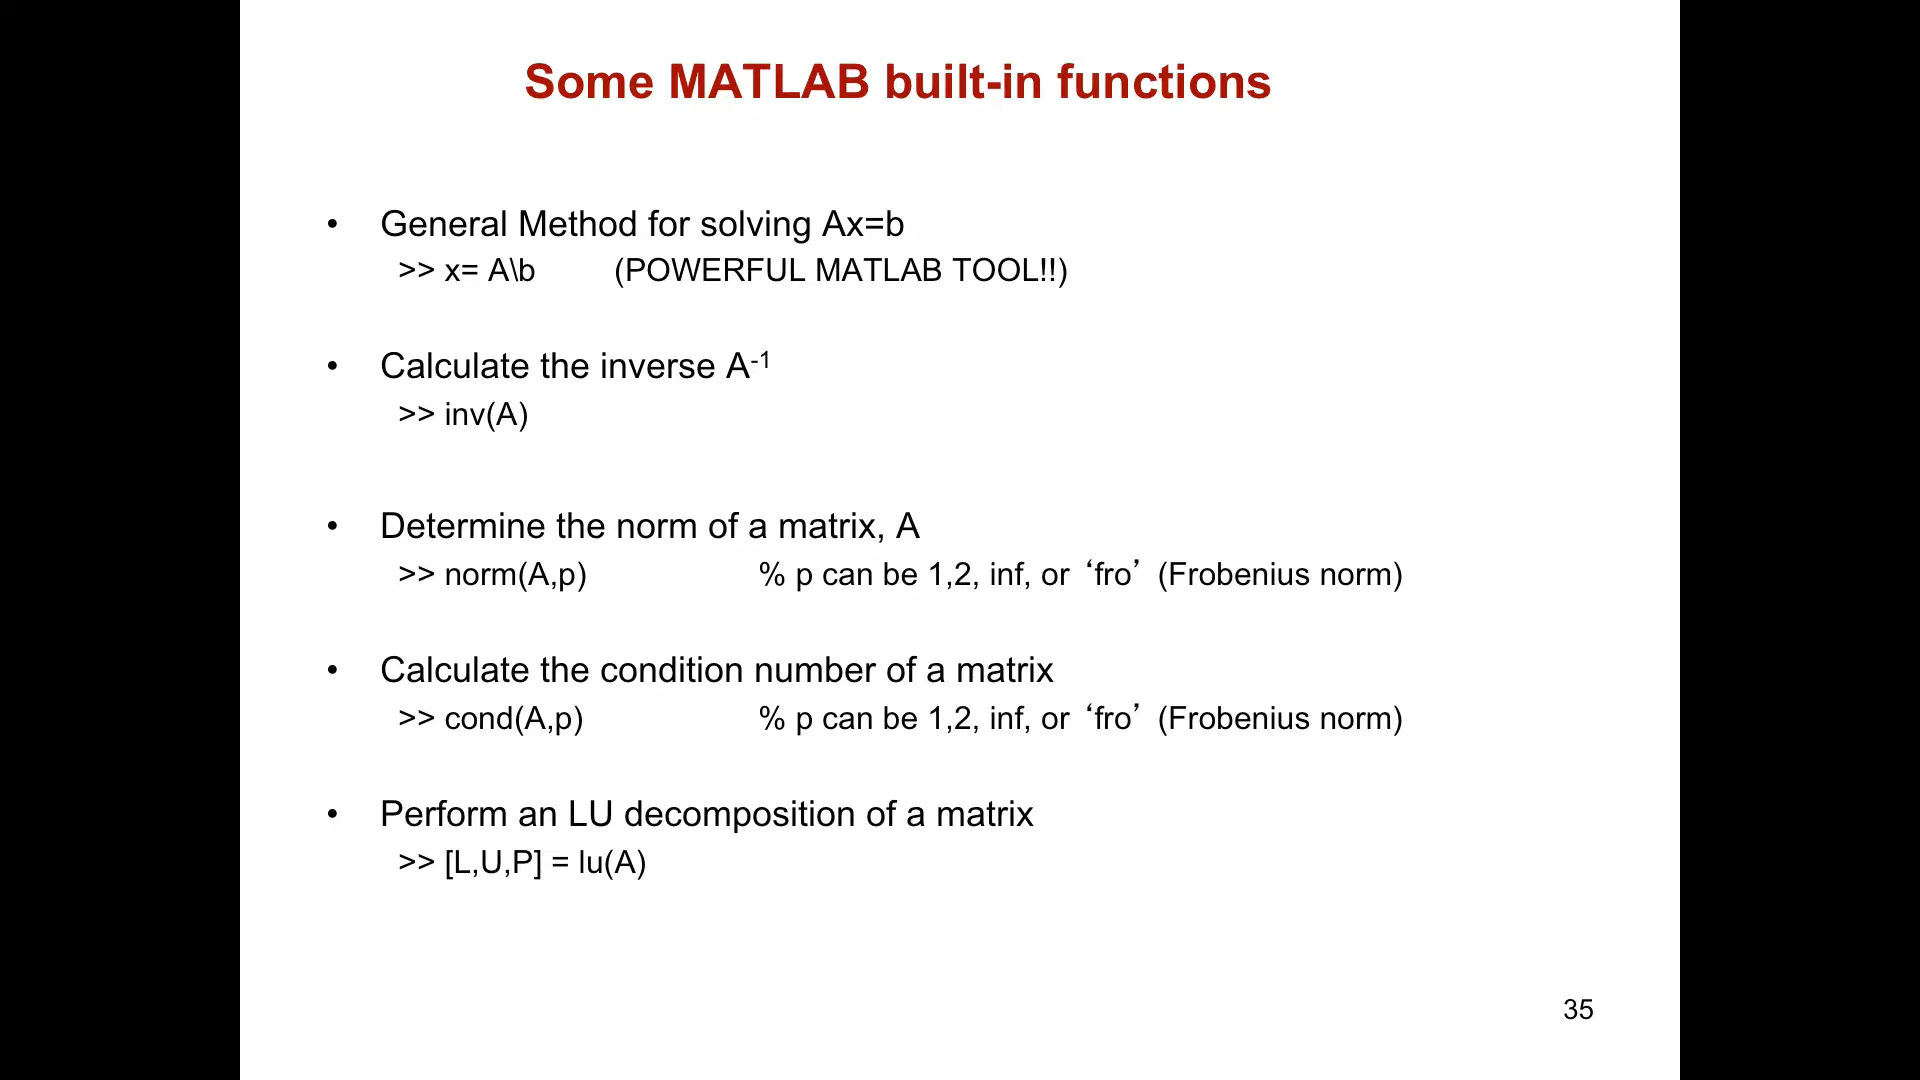 Some MATLAB built-in functions
• General Method for solving Ax=b
>> x= A\b (POWERFUL MATLAB TOOL!!)
• Calculate the inverse A⁻¹
>> inv(A)
• Determine the norm of a matrix, A
>> norm(A,p) % p can be 1,2, inf, or ‘fro’ (Frobenius norm)
• Calculate the condition number of a matrix
>> cond(A,p) % p can be 1,2, inf, or ‘fro’ (Frobenius norm)
• Perform an LU decomposition of a matrix
>> [L,U,P] = lu(A)
35